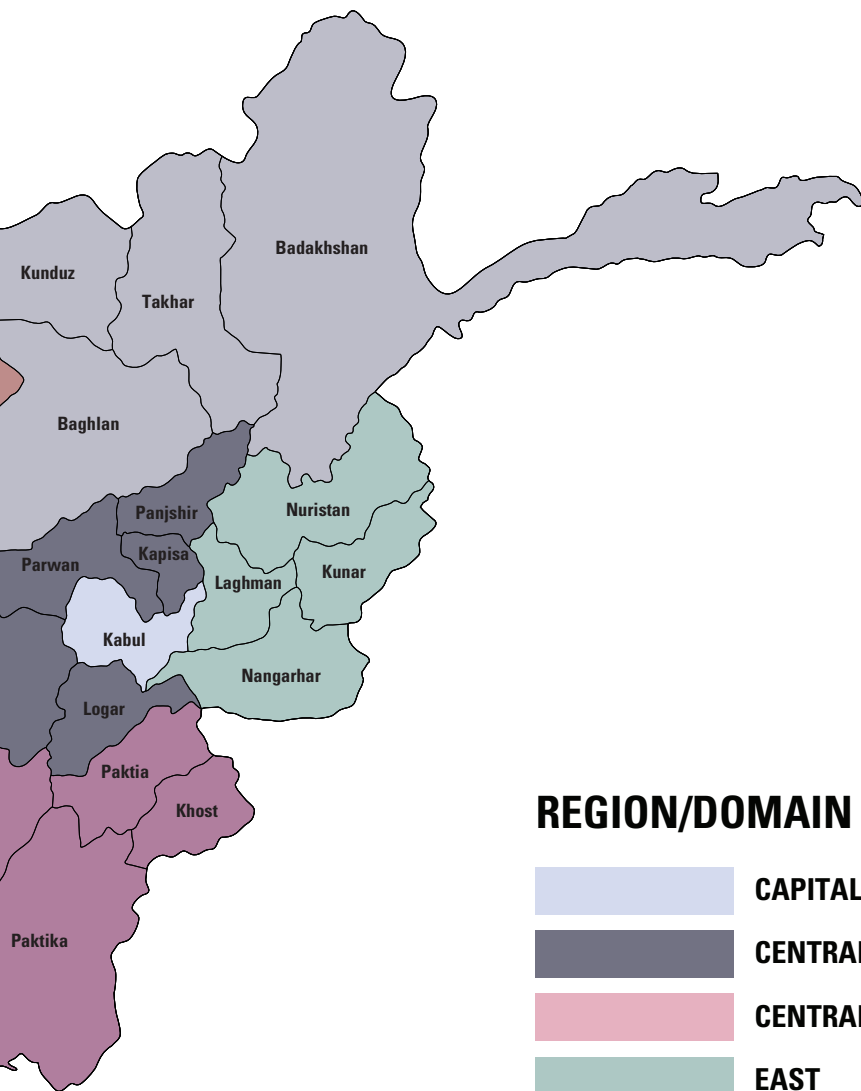 Badakhshan
Kunduz
Takhar
Baghlan
Panjshir
Nuristan
Kapisa
Parwan
Kunar
Laghman
Kabul
Nangarhar
Logar
Paktia
Khost
Paktika
REGION/DOMAIN
CAPITAL
CENTRAL
CENTRAL
EAST